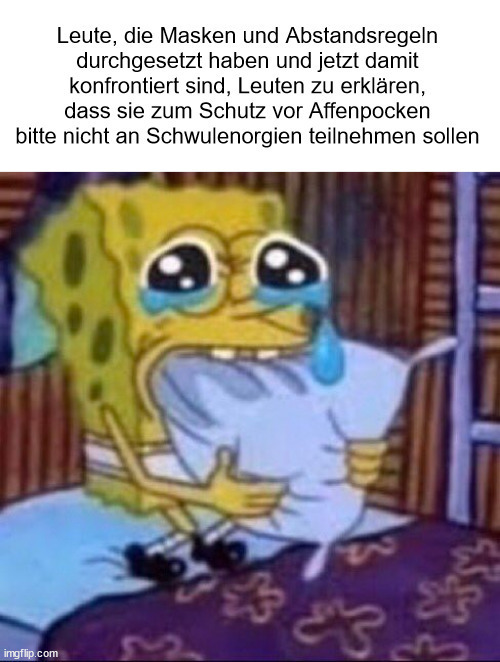 Leute, die Masken und Abstandsregeln
durchgesetzt haben und jetzt damit
konfrontiert sind, Leuten zu erklären,
dass sie zum Schutz vor Affenpocken
bitte nicht an Schwulenorgien teilnehmen sollen
imgflip.com